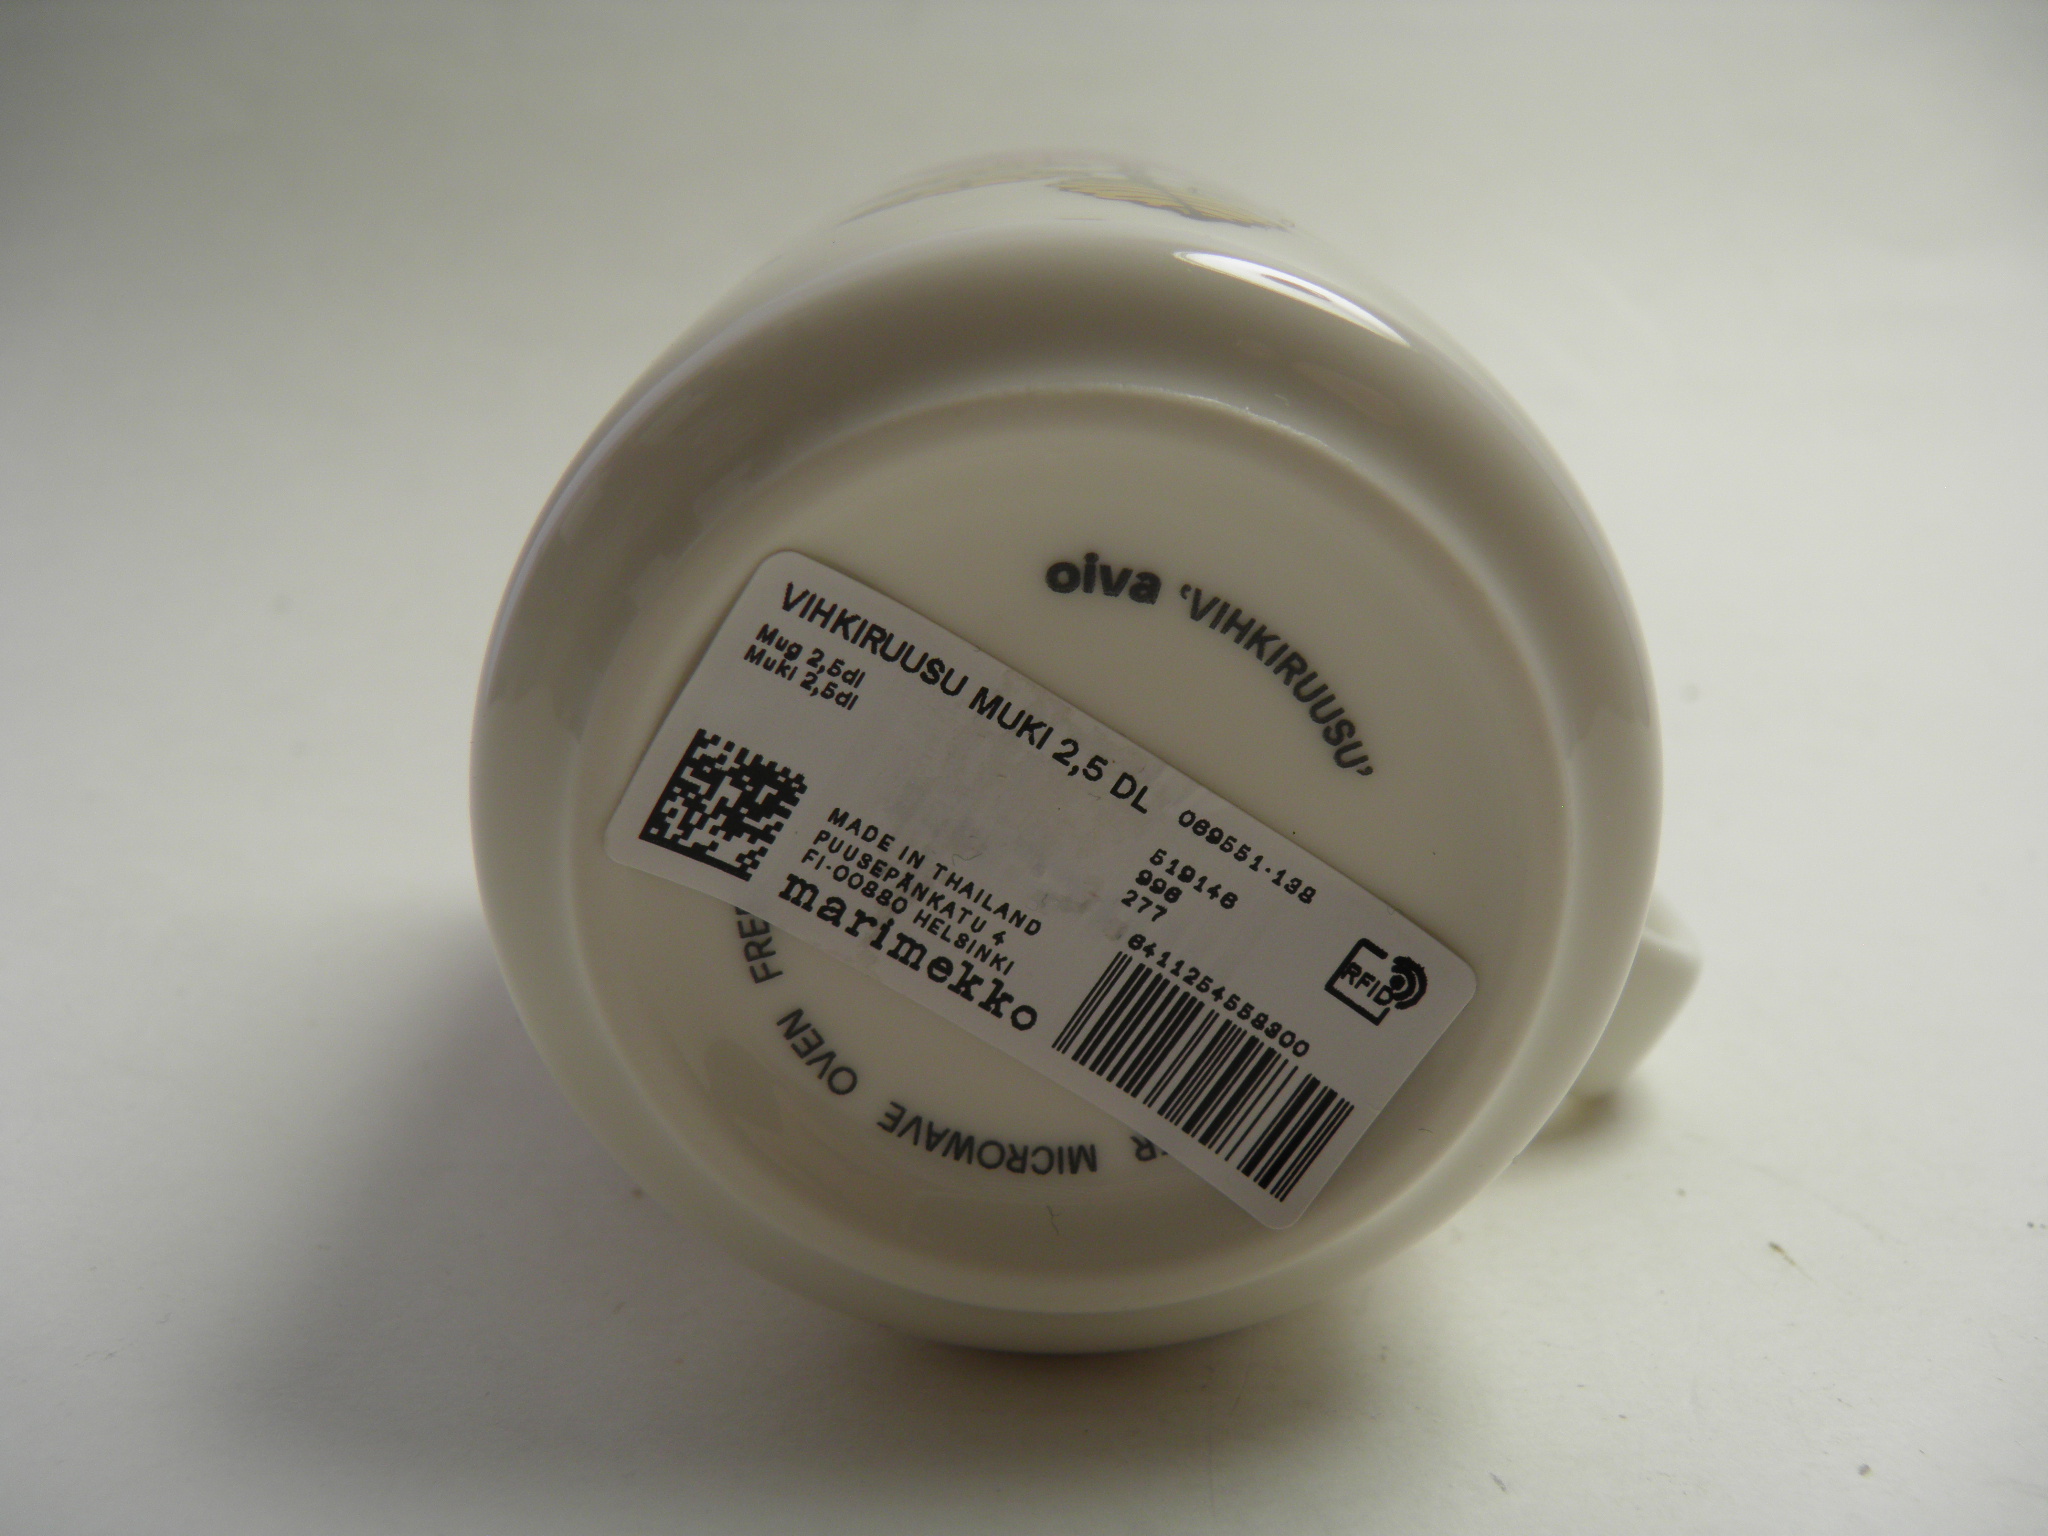 oiva ‘VIHKIRUUSU’
VIHKIRUUSU MUKI 2,5 DL 069551-138
Mug 2,5dl
Muki 2,5dl
519146
996
277
MADE IN THAILAND
PUUSEPÄNKATU 4
FI-00880 HELSINKI
marimekko
6411254558300
RFID
MICROWAVE OVEN